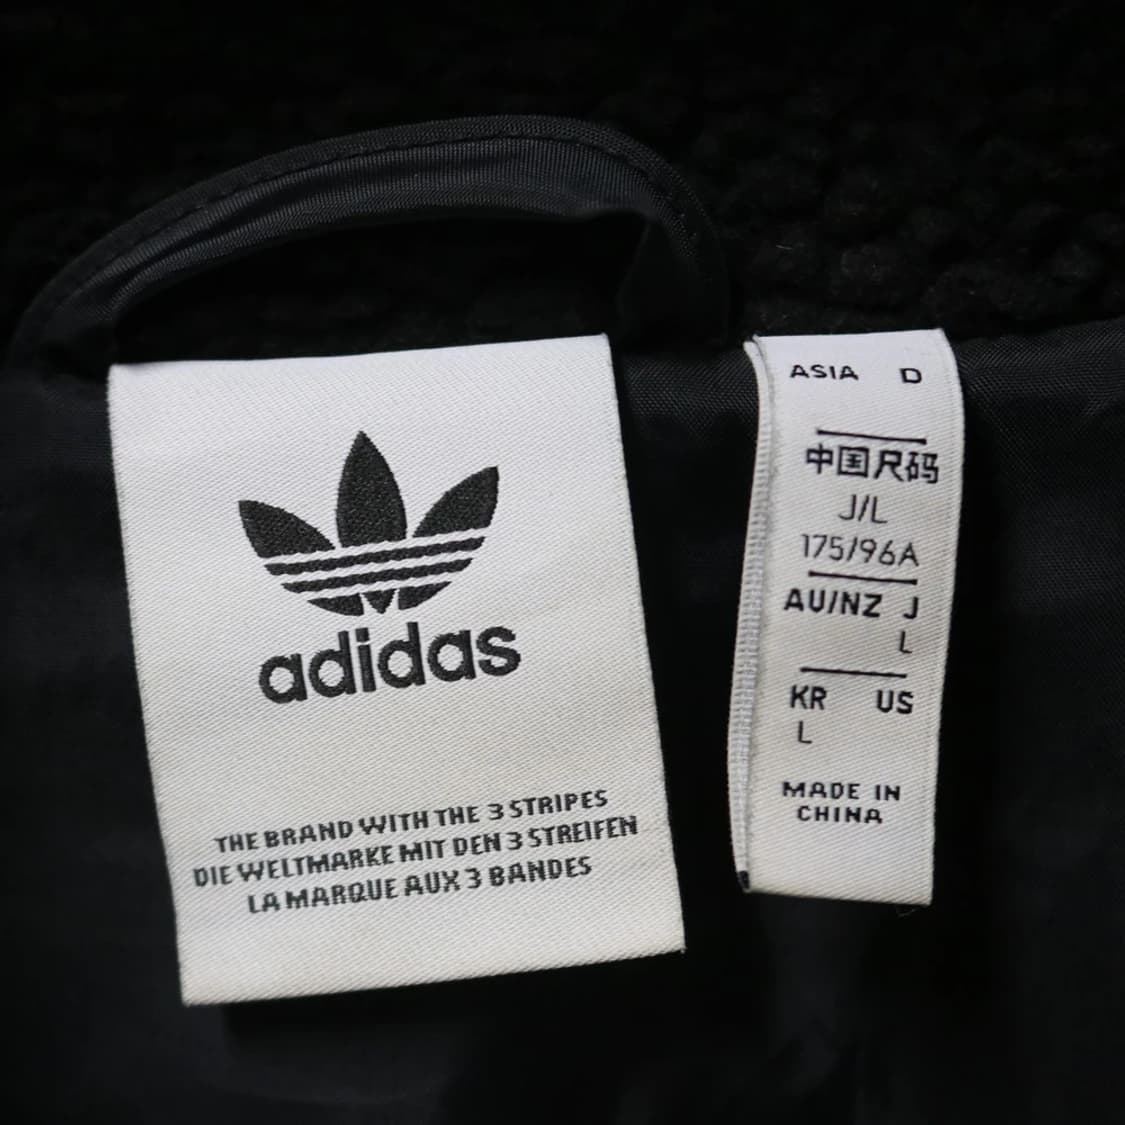 adidas
THE BRAND WITH THE 3 STRIPES
DIE WELTMARKE MIT DEN 3 STREIFEN
LA MARQUE AUX 3 BANDES
ASIA D
中国尺码
J/L
175/96A
AU/NZ J
L
KR US
L
MADE IN
CHINA